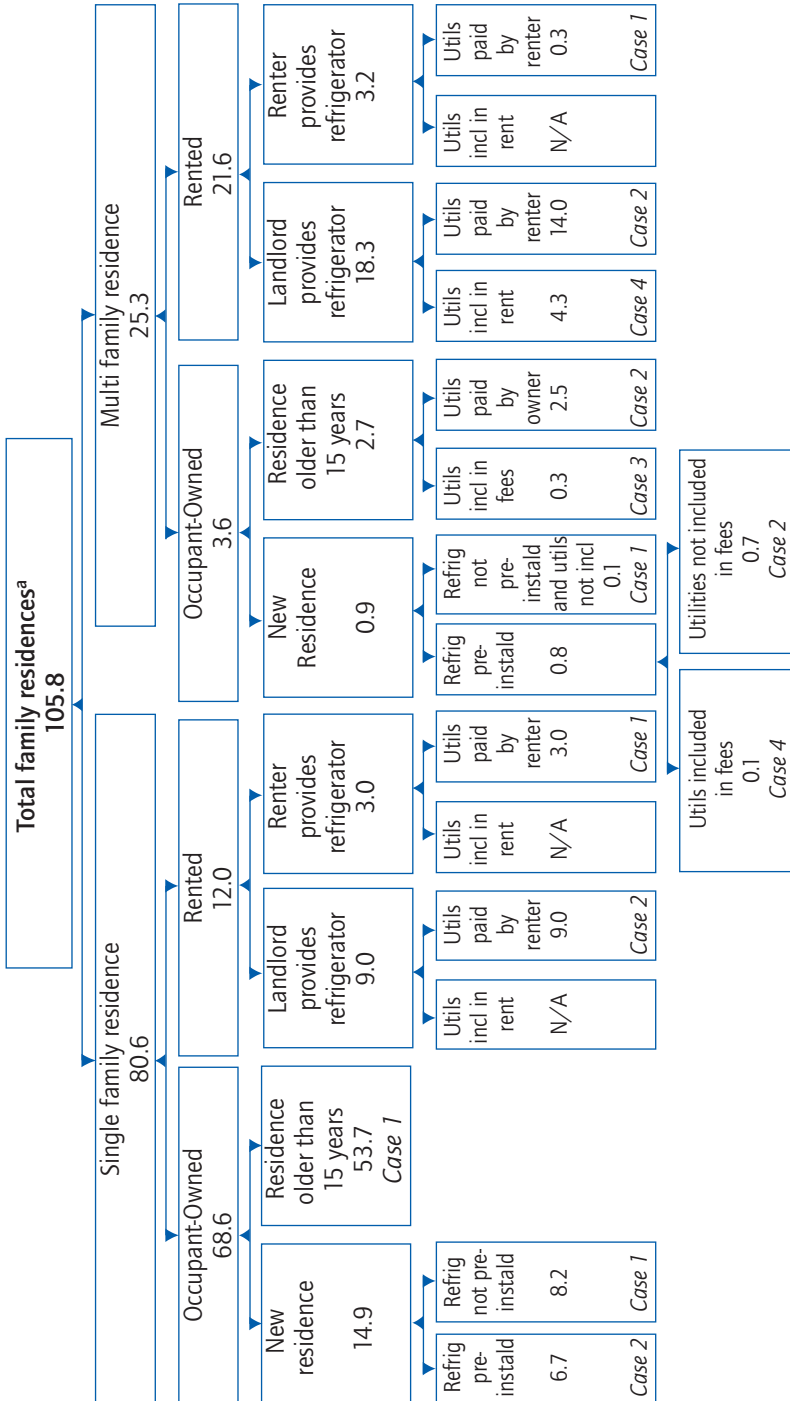 Total family residencesª
105.8
Single family residence
80.6
Multi family residence
25.3
Occupant-Owned
68.6
Rented
12.0
Occupant-Owned
3.6
Rented
21.6
New
residence
14.9
Residence
older than
15 years
53.7
Case 1
Landlord
provides
refrigerator
9.0
Renter
provides
refrigerator
3.0
New
Residence
0.9
Residence
older than
15 years
2.7
Landlord
provides
refrigerator
18.3
Renter
provides
refrigerator
3.2
Refrig
pre-
instald
6.7
Case 2
Refrig
not pre-
instald
8.2
Case 1
Utils
incl in
rent
N/A
Utils
paid
by
renter
9.0
Case 2
Utils
incl in
rent
N/A
Utils
paid
by
renter
3.0
Case 1
Refrig
pre-
instald
0.8
Refrig
not
pre-
instald
and utils
not incl
0.1
Case 1
Utils
incl in
fees
0.3
Case 3
Utils
paid
by
owner
2.5
Case 2
Utils
incl in
rent
4.3
Case 4
Utils
paid
by
renter
14.0
Case 2
Utils
incl in
rent
N/A
Utils
paid
by
renter
0.3
Case 1
Utils included
in fees
0.1
Case 4
Utilities not included
in fees
0.7
Case 2